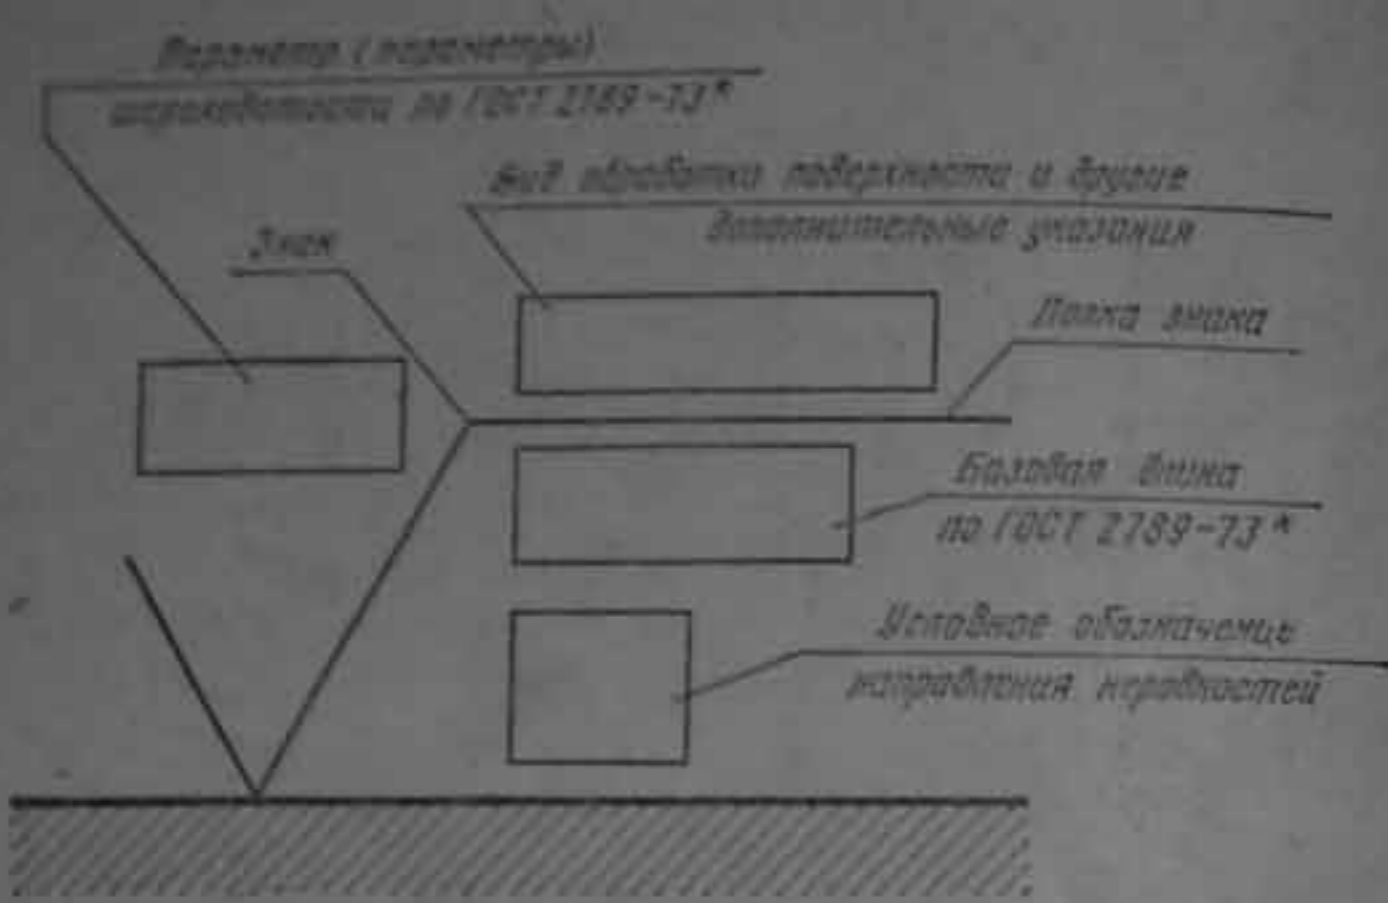 Параметр (параметры)
шероховатости по ГОСТ 2789-73*
Вид обработки поверхности и другие
дополнительные указания
Знак
Полка знака
Базовая длина
по ГОСТ 2789-73*
Условное обозначение
направления неровностей